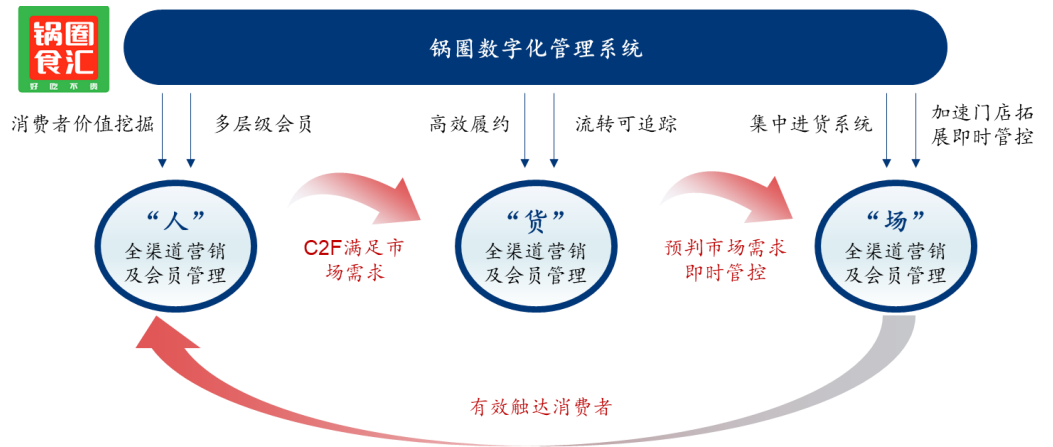 锅圈
食汇
好吃不贵
锅圈数字化管理系统
消费者价值挖掘
多层级会员
高效履约
流转可追踪
集中进货系统
加速门店拓
展即时管控
“人”
全渠道营销
及会员管理
C2F满足市
场需求
“货”
全渠道营销
及会员管理
预判市场需求
即时管控
“场”
全渠道营销
及会员管理
有效触达消费者